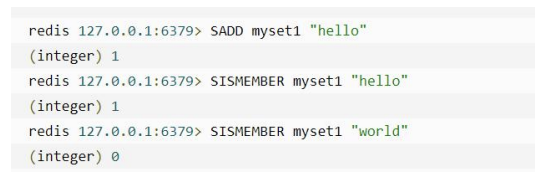 redis 127.0.0.1:6379> SADD myset1 "hello"
(integer) 1
redis 127.0.0.1:6379> SISMEMBER myset1 "hello"
(integer) 1
redis 127.0.0.1:6379> SISMEMBER myset1 "world"
(integer) 0